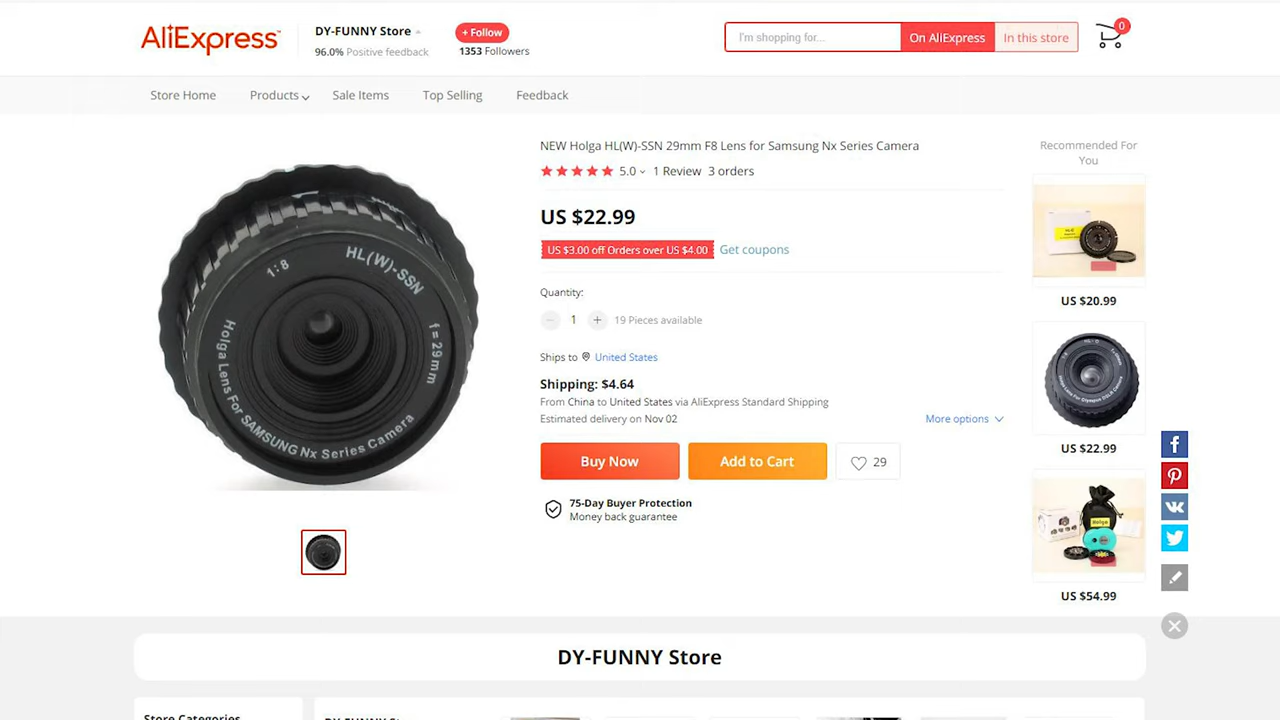 AliExpress
DY-FUNNY Store
96.0% Positive feedback
+ Follow
1353 Followers
I'm shopping for...
On AliExpress
In this store
0
Store Home
Products
Sale Items
Top Selling
Feedback
1:8
HL(W)-SSN
f=29mm
Holga Lens For SAMSUNG Nx Series Camera
NEW Holga HL(W)-SSN 29mm F8 Lens for Samsung Nx Series Camera
5.0
1 Review
3 orders
US $22.99
US $3.00 off Orders over US $4.00
Get coupons
Quantity:
1
19 Pieces available
Ships to
United States
Shipping: $4.64
From China to United States via AliExpress Standard Shipping
Estimated delivery on Nov 02
More options
Buy Now
Add to Cart
29
75-Day Buyer Protection
Money back guarantee
Recommended For
You
US $20.99
US $22.99
Holga
US $54.99
DY-FUNNY Store
Store Categories